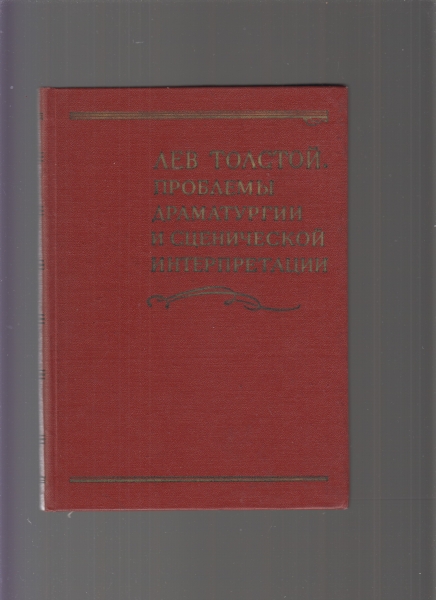 ЛЕВ ТОЛСТОЙ.
ПРОБЛЕМЫ
ДРАМАТУРГИИ
И СЦЕНИЧЕСКОЙ
ИНТЕРПРЕТАЦИИ